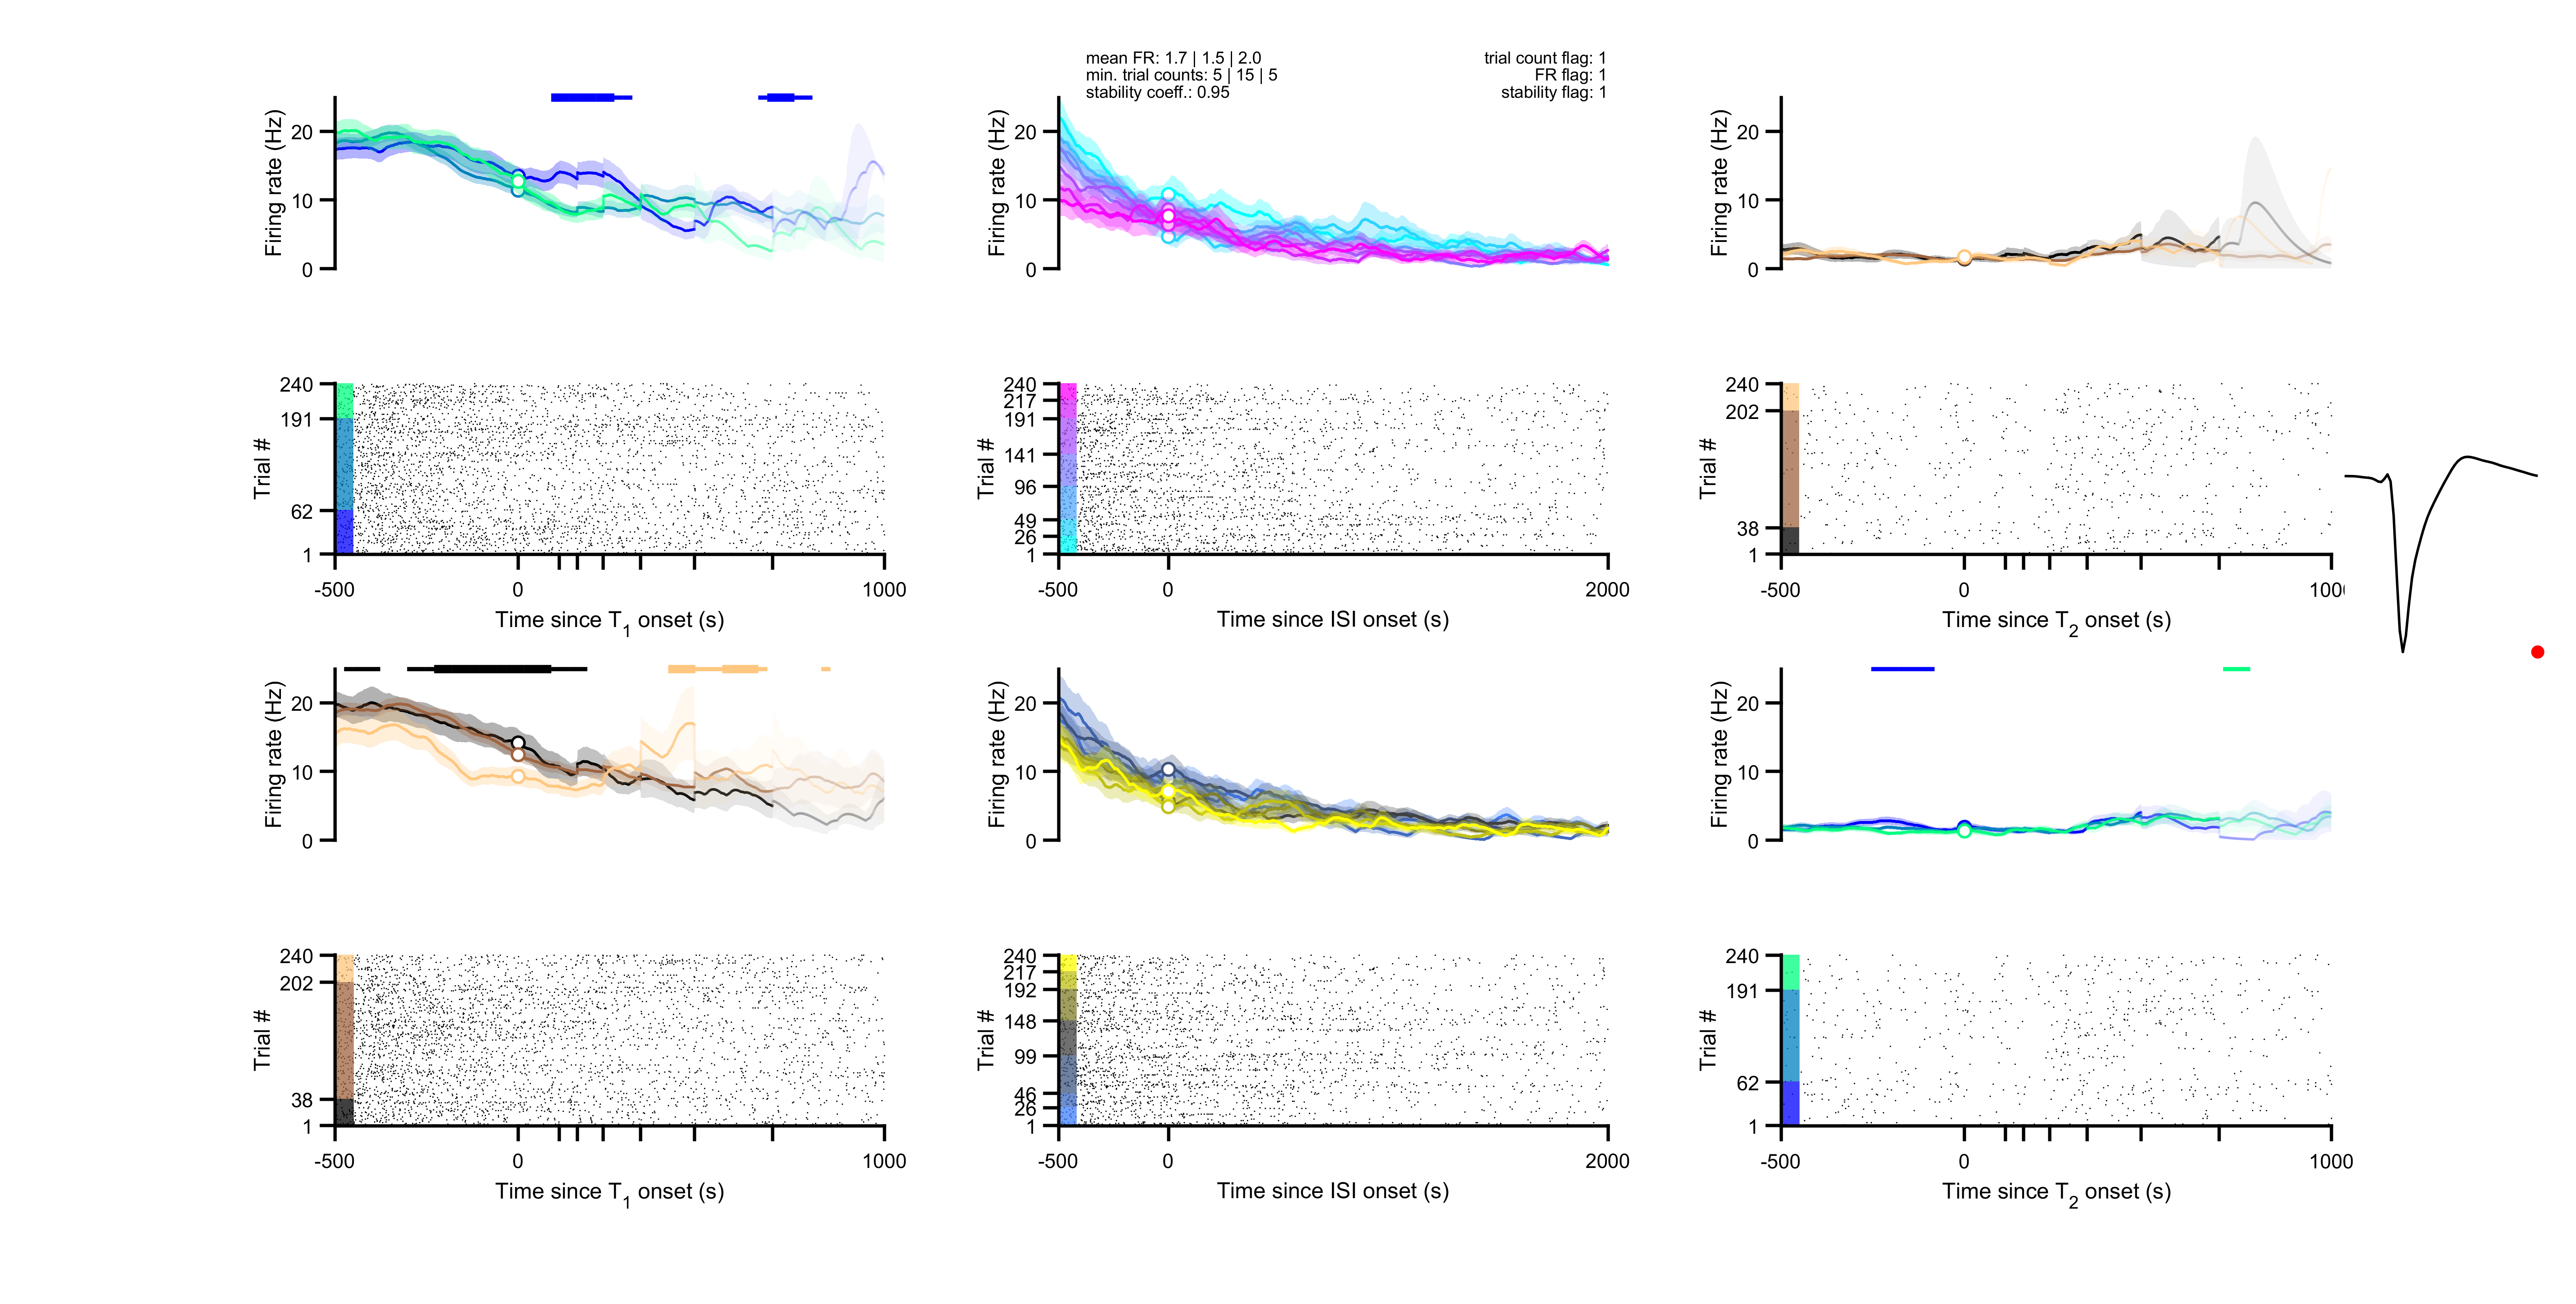 mean FR: 1.7 | 1.5 | 2.0
min. trial counts: 5 | 15 | 5
stability coeff.: 0.95
trial count flag: 1
FR flag: 1
stability flag: 1
Firing rate (Hz)
20
10
0
Firing rate (Hz)
20
10
0
Firing rate (Hz)
20
10
0
Trial #
240
191
62
1
-500
0
1000
Time since T1 onset (s)
Trial #
240
217
191
141
96
49
26
1
-500
0
2000
Time since ISI onset (s)
Trial #
240
202
38
1
-500
0
1000
Time since T2 onset (s)
Firing rate (Hz)
20
10
0
Firing rate (Hz)
20
10
0
Firing rate (Hz)
20
10
0
Trial #
240
202
38
1
-500
0
1000
Time since T1 onset (s)
Trial #
240
217
192
148
99
46
26
1
-500
0
2000
Time since ISI onset (s)
Trial #
240
191
62
1
-500
0
1000
Time since T2 onset (s)